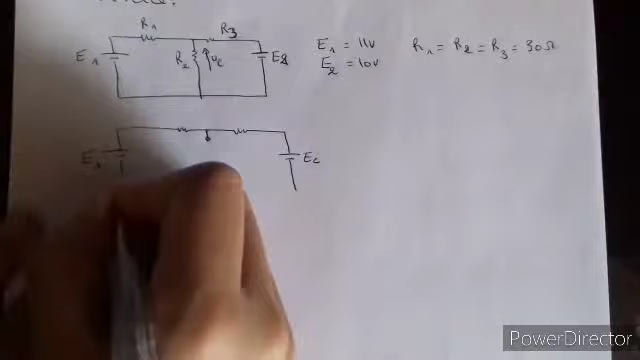 R1
R3
E1
R2
U2
E2
E1 = 11V
R1 = R2 = R3 = 30Ω
E2 = 10V
E1
E2
PowerDirector